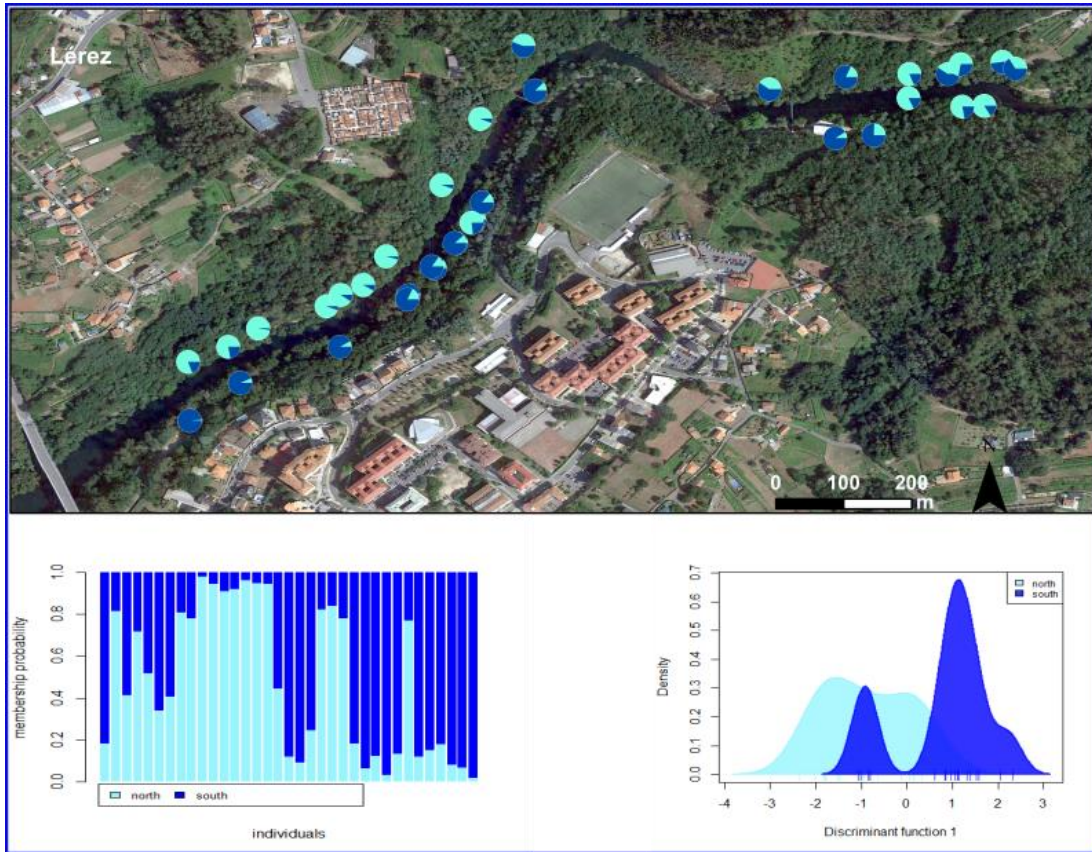 Lérez
0 100 200 m
membership probability
1.0
0.8
0.6
0.4
0.2
0.0
north south
individuals
Density
0.7
0.6
0.5
0.4
0.3
0.2
0.1
0.0
north
south
-4 -3 -2 -1 0 1 2 3
Discriminant function 1